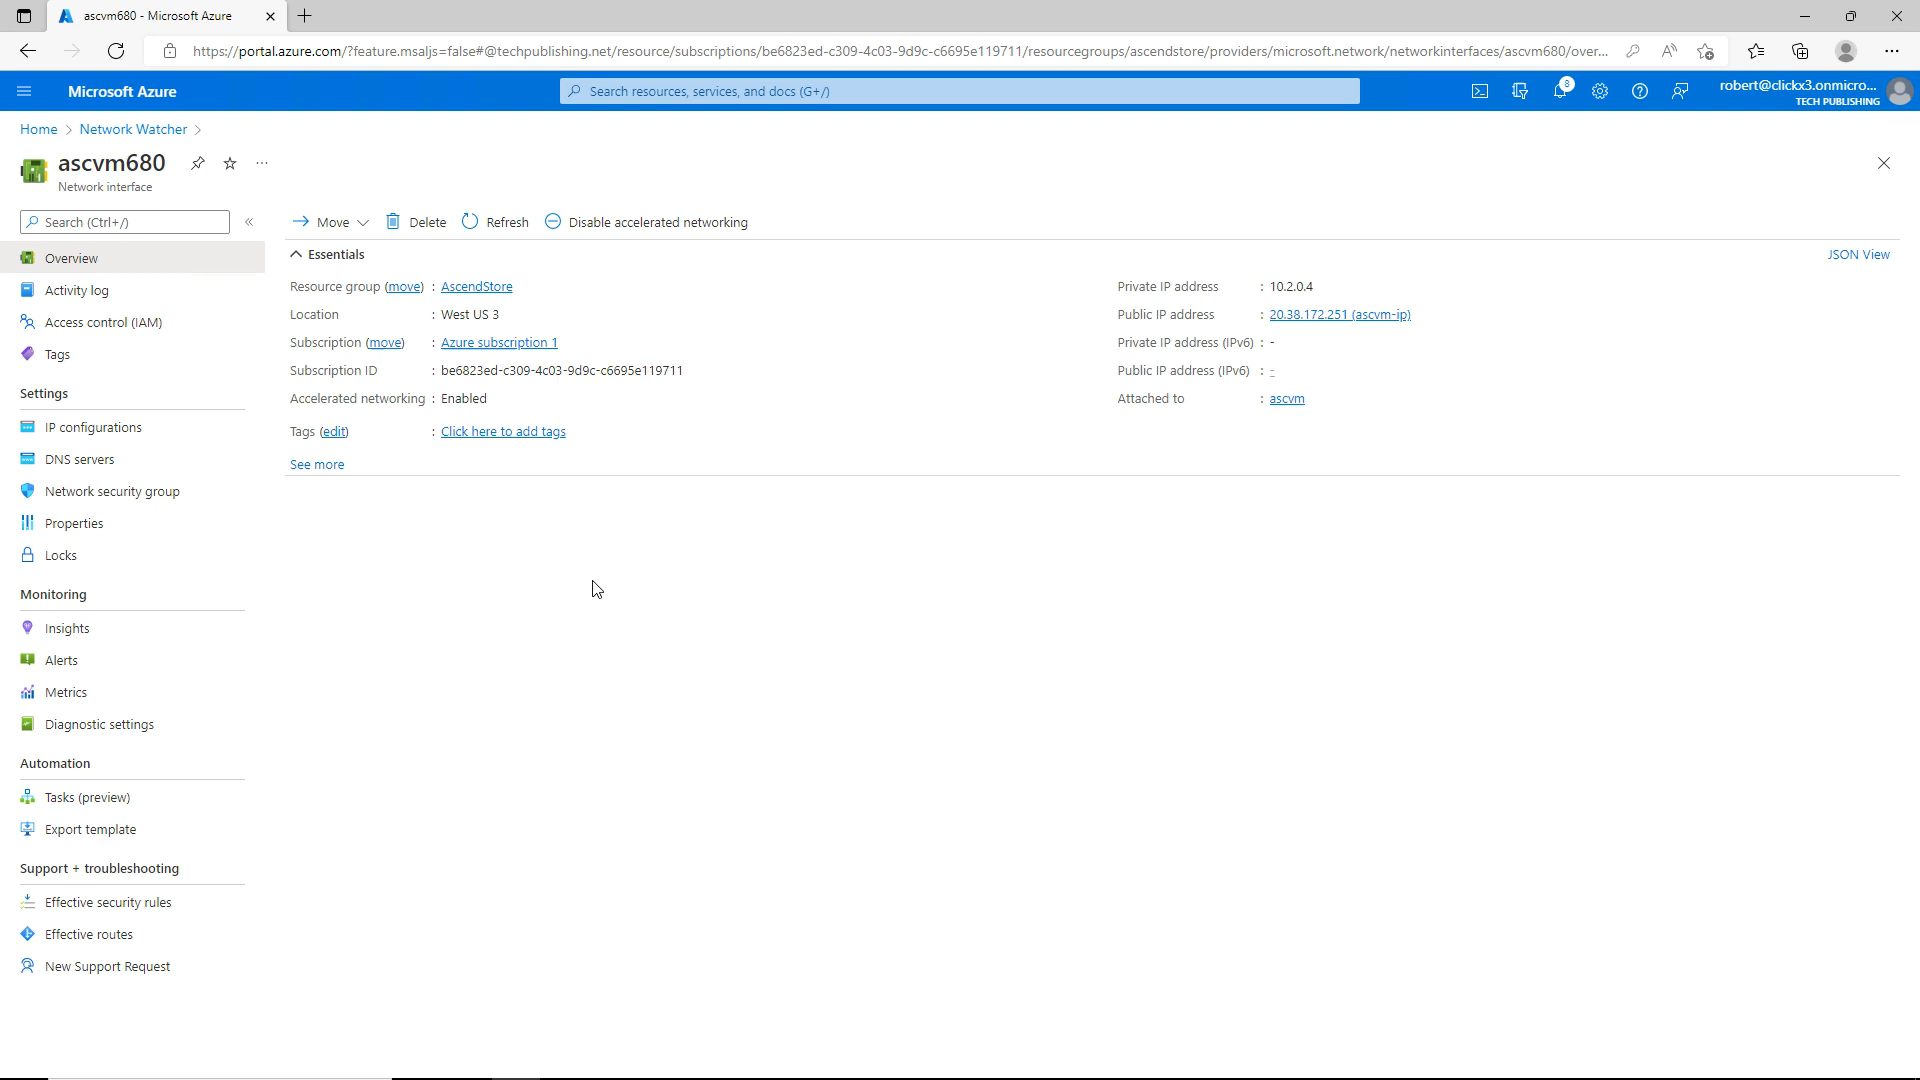 ascvm680 - Microsoft Azure
https://portal.azure.com/?feature.msaljs=false#@techpublishing.net/resource/subscriptions/be6823ed-c309-4c03-9d9c-c6695e119711/resourcegroups/ascendstore/providers/microsoft.network/networkinterfaces/ascvm680/over...
Microsoft Azure
Search resources, services, and docs (G+/)
8
robert@clickx3.onmicro...
TECH PUBLISHING
Home > Network Watcher >
ascvm680
Network interface
Search (Ctrl+/)
Move
Delete
Refresh
Disable accelerated networking
Overview
Activity log
Access control (IAM)
Tags
Settings
IP configurations
DNS servers
Network security group
Properties
Locks
Monitoring
Insights
Alerts
Metrics
Diagnostic settings
Automation
Tasks (preview)
Export template
Support + troubleshooting
Effective security rules
Effective routes
New Support Request
Essentials
JSON View
Resource group (move) : AscendStore
Location : West US 3
Subscription (move) : Azure subscription 1
Subscription ID : be6823ed-c309-4c03-9d9c-c6695e119711
Accelerated networking : Enabled
Tags (edit) : Click here to add tags
See more
Private IP address : 10.2.0.4
Public IP address : 20.38.172.251 (ascvm-ip)
Private IP address (IPv6) : -
Public IP address (IPv6) : -
Attached to : ascvm